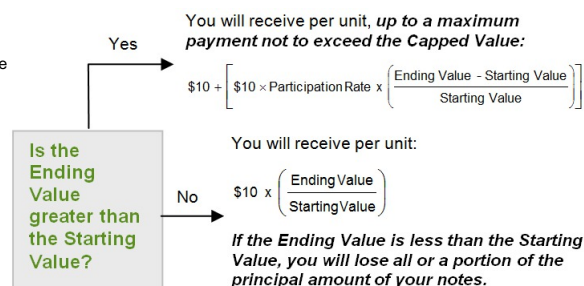 You will receive per unit, up to a maximum
payment not to exceed the Capped Value:
Yes
e
$10 + [ $10 × Participation Rate x ( Ending Value - Starting Value / Starting Value ) ]
Is the
Ending
Value
greater than
the Starting
Value?
No
You will receive per unit:
$10 x ( Ending Value / Starting Value )
If the Ending Value is less than the Starting
Value, you will lose all or a portion of the
principal amount of your notes.